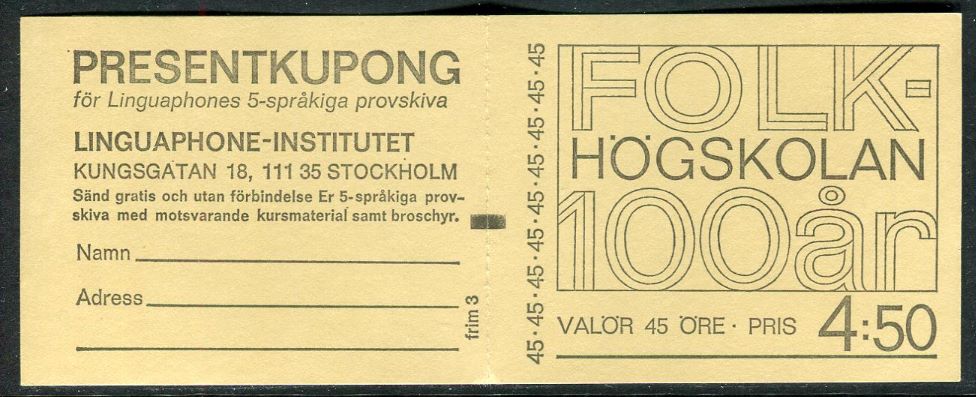 PRESENTKUPONG
för Linguaphones 5-språkiga provskiva
LINGUAPHONE-INSTITUTET
KUNGSGATAN 18, 111 35 STOCKHOLM
Sänd gratis och utan förbindelse Er 5-språkiga prov-
skiva med motsvarande kursmaterial samt broschyr.
Namn
Adress
frim 3
45·45·45·45·45·45·45·45·45
FOLK-
HÖGSKOLAN
100år
VALÖR 45 ÖRE · PRIS 4:50